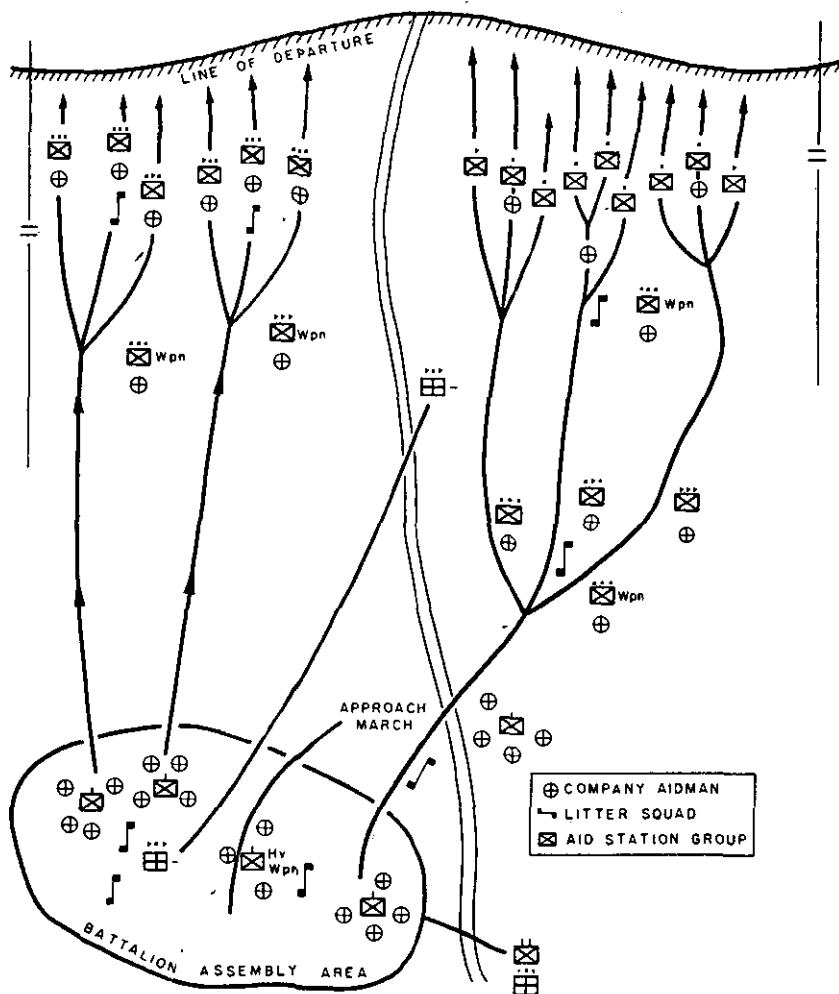 LINE OF DEPARTURE
Wpn
Wpn
Wpn
Wpn
APPROACH
MARCH
COMPANY AIDMAN
LITTER SQUAD
AID STATION GROUP
Hv
Wpn
BATTALION ASSEMBLY AREA